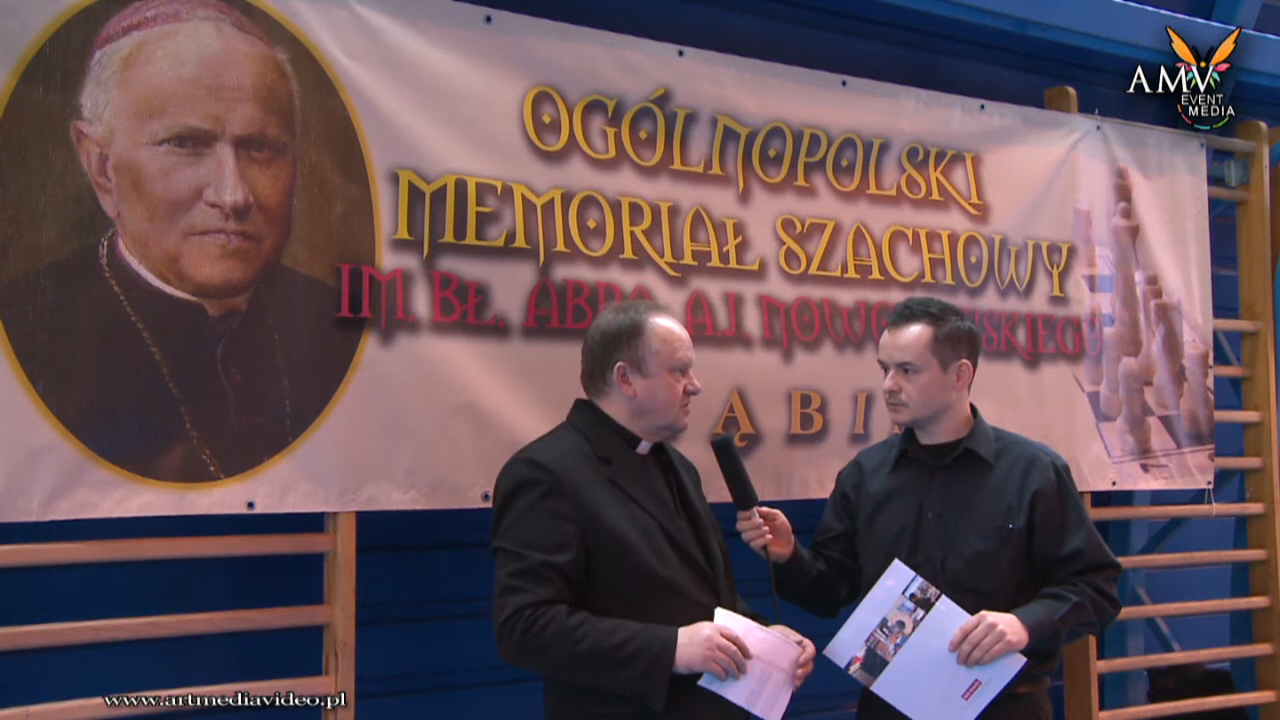 AMV
EVENT
MEDIA
OGÓLNOPOLSKI
MEMORIAŁ SZACHOWY
IM. BŁ. A.J.
www.artmediavideo.pl